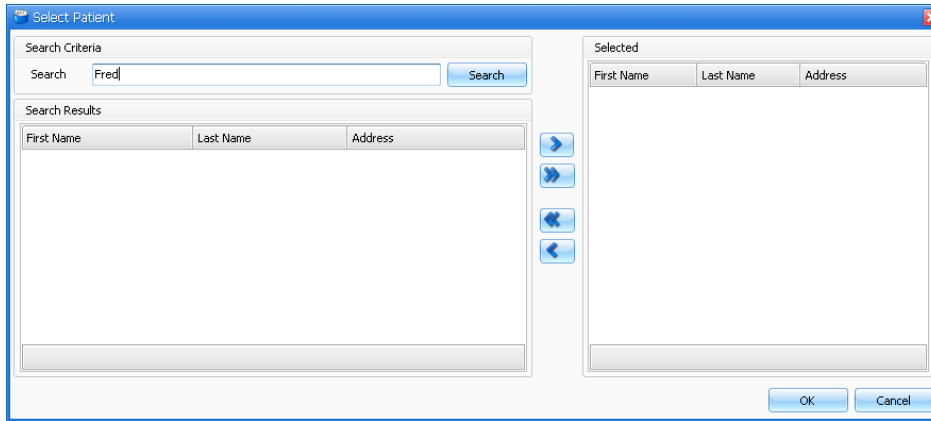 Select Patient
Search Criteria
Search Fred Search
Search Results
First Name Last Name Address
Selected
First Name Last Name Address
OK Cancel